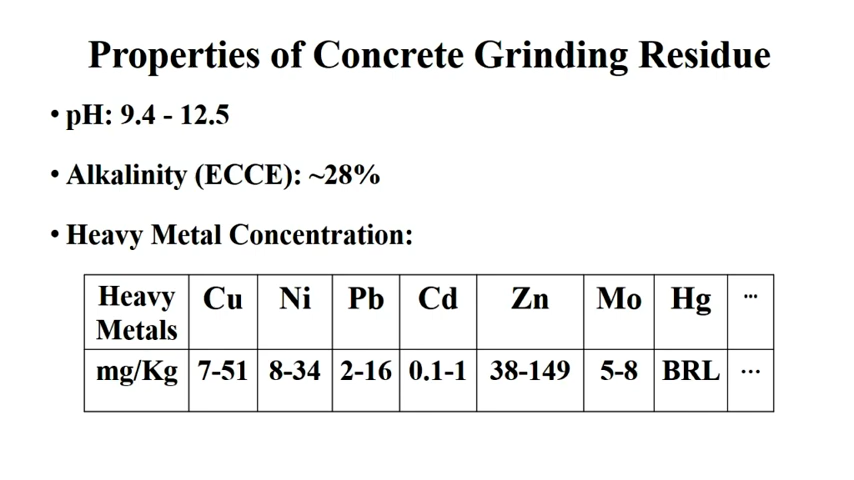 Properties of Concrete Grinding Residue
• pH: 9.4 - 12.5
• Alkalinity (ECCE): ~28%
• Heavy Metal Concentration:
Heavy Metals Cu Ni Pb Cd Zn Mo Hg ...
mg/Kg 7-51 8-34 2-16 0.1-1 38-149 5-8 BRL ...